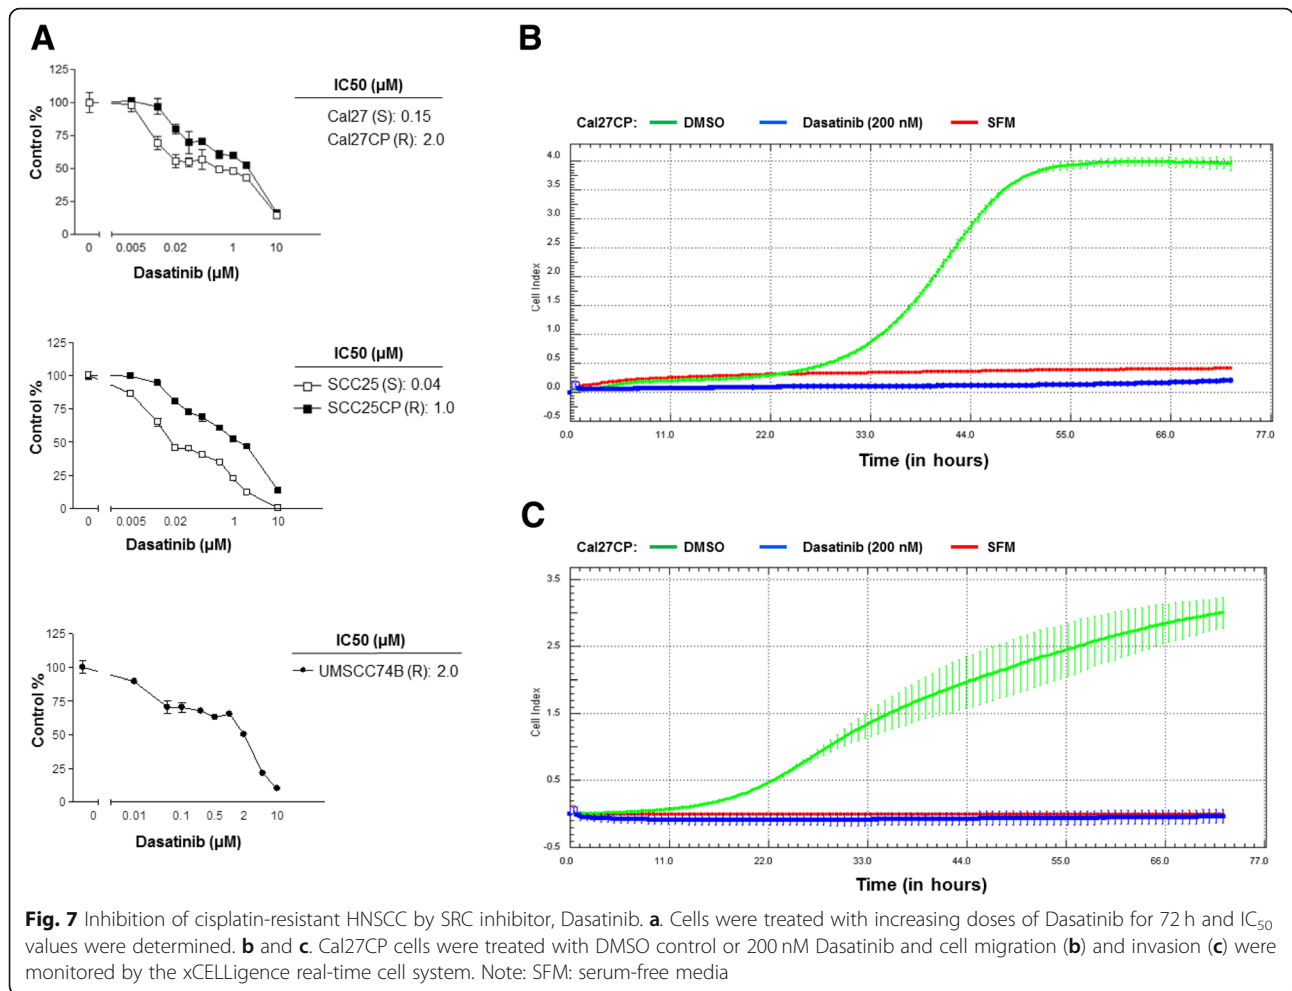 A
125
100
75
50
25
0
Control %
0 0.005 0.02 1 10
Dasatinib (µM)
IC50 (µM)
Cal27 (S): 0.15
Cal27CP (R): 2.0
125
100
75
50
25
0
Control %
0 0.005 0.02 1 10
Dasatinib (µM)
IC50 (µM)
SCC25 (S): 0.04
SCC25CP (R): 1.0
125
100
75
50
25
0
Control %
0 0.01 0.1 0.5 2 10
Dasatinib (µM)
IC50 (µM)
UMSCC74B (R): 2.0
B
Cal27CP: DMSO Dasatinib (200 nM) SFM
4.0
3.5
3.0
2.5
2.0
1.5
1.0
0.5
0.0
-0.5
Cell Index
0.0 11.0 22.0 33.0 44.0 55.0 66.0 77.0
Time (in hours)
C
Cal27CP: DMSO Dasatinib (200 nM) SFM
3.5
2.5
1.5
0.5
-0.5
Cell Index
0.0 11.0 22.0 33.0 44.0 55.0 66.0 77.0
Time (in hours)
Fig. 7 Inhibition of cisplatin-resistant HNSCC by SRC inhibitor, Dasatinib. a. Cells were treated with increasing doses of Dasatinib for 72 h and IC50
values were determined. b and c. Cal27CP cells were treated with DMSO control or 200 nM Dasatinib and cell migration (b) and invasion (c) were
monitored by the xCELLigence real-time cell system. Note: SFM: serum-free media